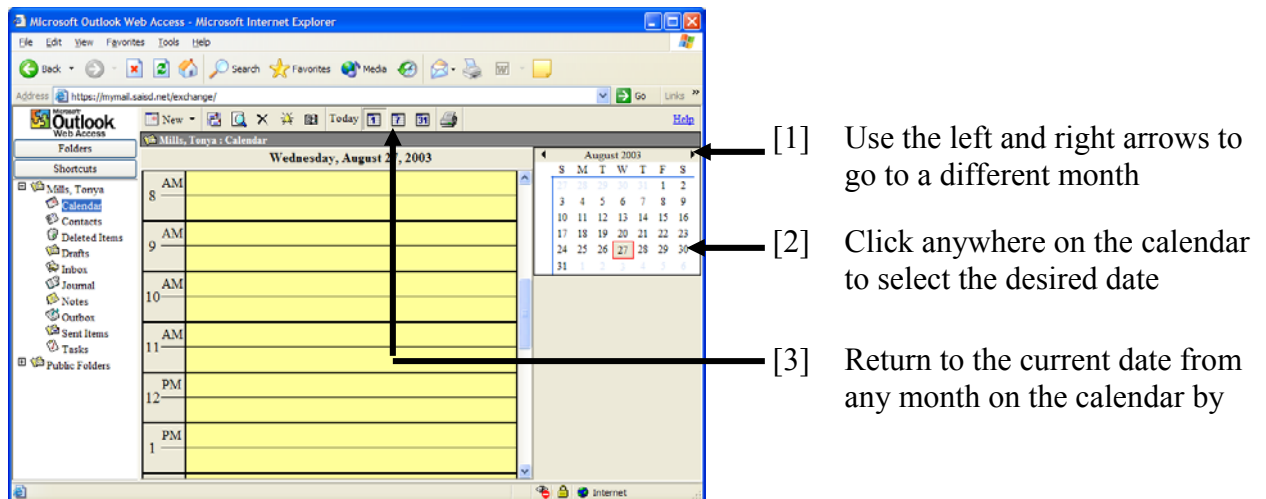 Microsoft Outlook Web Access - Microsoft Internet Explorer
File Edit View Favorites Tools Help
Back Search Favorites Media
Address https://mymail.saisd.net/exchange/ Go Links »
Microsoft
Outlook
Web Access
New Today 1 7 31 Help
Folders
Shortcuts
Mills, Tonya
Calendar
Contacts
Deleted Items
Drafts
Inbox
Journal
Notes
Outbox
Sent Items
Tasks
Public Folders
Mills, Tonya : Calendar
Wednesday, August 27, 2003
8 AM
9 AM
10 AM
11 AM
12 PM
1 PM
August 2003
S M T W T F S
27 28 29 30 31 1 2
3 4 5 6 7 8 9
10 11 12 13 14 15 16
17 18 19 20 21 22 23
24 25 26 27 28 29 30
31 1 2 3 4 5 6
Internet
[1] Use the left and right arrows to
go to a different month
[2] Click anywhere on the calendar
to select the desired date
[3] Return to the current date from
any month on the calendar by